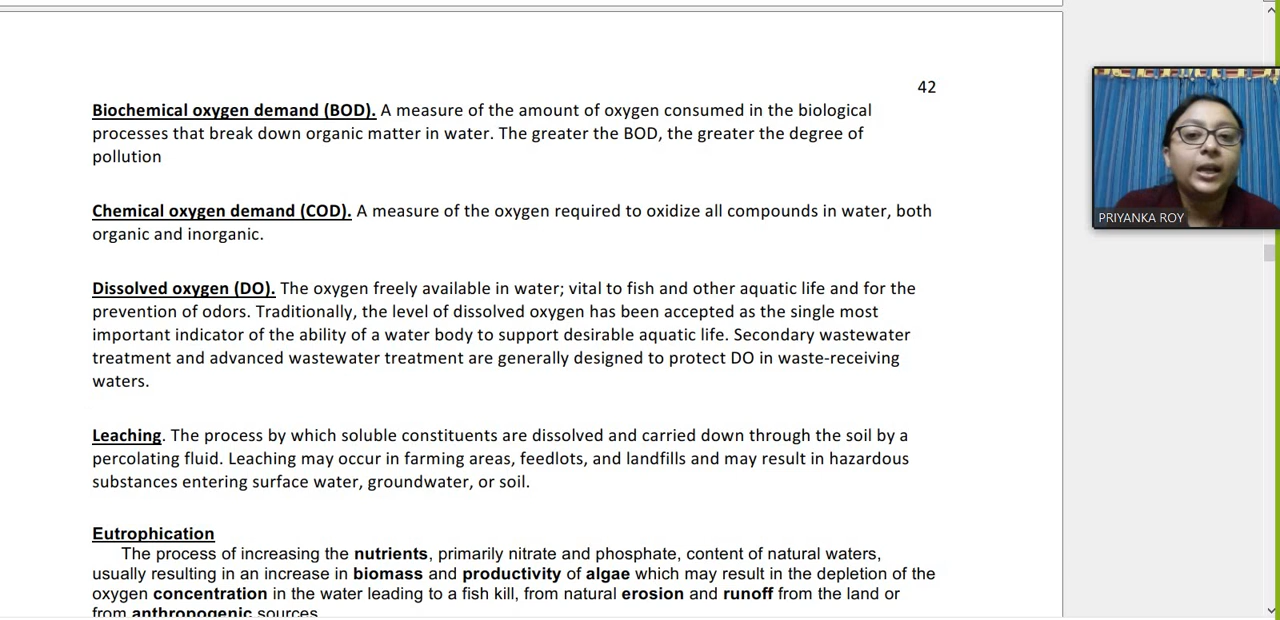 42
Biochemical oxygen demand (BOD). A measure of the amount of oxygen consumed in the biological
processes that break down organic matter in water. The greater the BOD, the greater the degree of
pollution
Chemical oxygen demand (COD). A measure of the oxygen required to oxidize all compounds in water, both
organic and inorganic.
Dissolved oxygen (DO). The oxygen freely available in water; vital to fish and other aquatic life and for the
prevention of odors. Traditionally, the level of dissolved oxygen has been accepted as the single most
important indicator of the ability of a water body to support desirable aquatic life. Secondary wastewater
treatment and advanced wastewater treatment are generally designed to protect DO in waste-receiving
waters.
Leaching. The process by which soluble constituents are dissolved and carried down through the soil by a
percolating fluid. Leaching may occur in farming areas, feedlots, and landfills and may result in hazardous
substances entering surface water, groundwater, or soil.
Eutrophication
The process of increasing the nutrients, primarily nitrate and phosphate, content of natural waters,
usually resulting in an increase in biomass and productivity of algae which may result in the depletion of the
oxygen concentration in the water leading to a fish kill, from natural erosion and runoff from the land or
from anthropogenic sources
PRIYANKA ROY